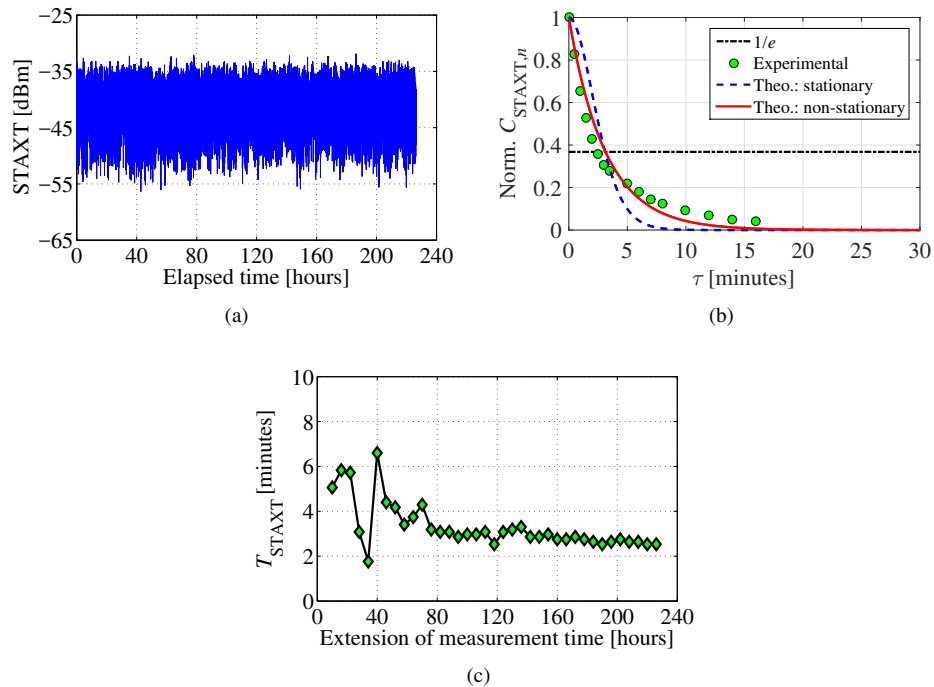 −25
−35
−45
−55
−65
STAXT [dBm]
0 40 80 120 160 200 240
Elapsed time [hours]
(a)
1
0.8
0.6
0.4
0.2
0
Norm. C_STAXT,n
1/e
Experimental
Theo.: stationary
Theo.: non-stationary
0 5 10 15 20 25 30
τ [minutes]
(b)
10
8
6
4
2
0
T_STAXT [minutes]
0 40 80 120 160 200 240
Extension of measurement time [hours]
(c)